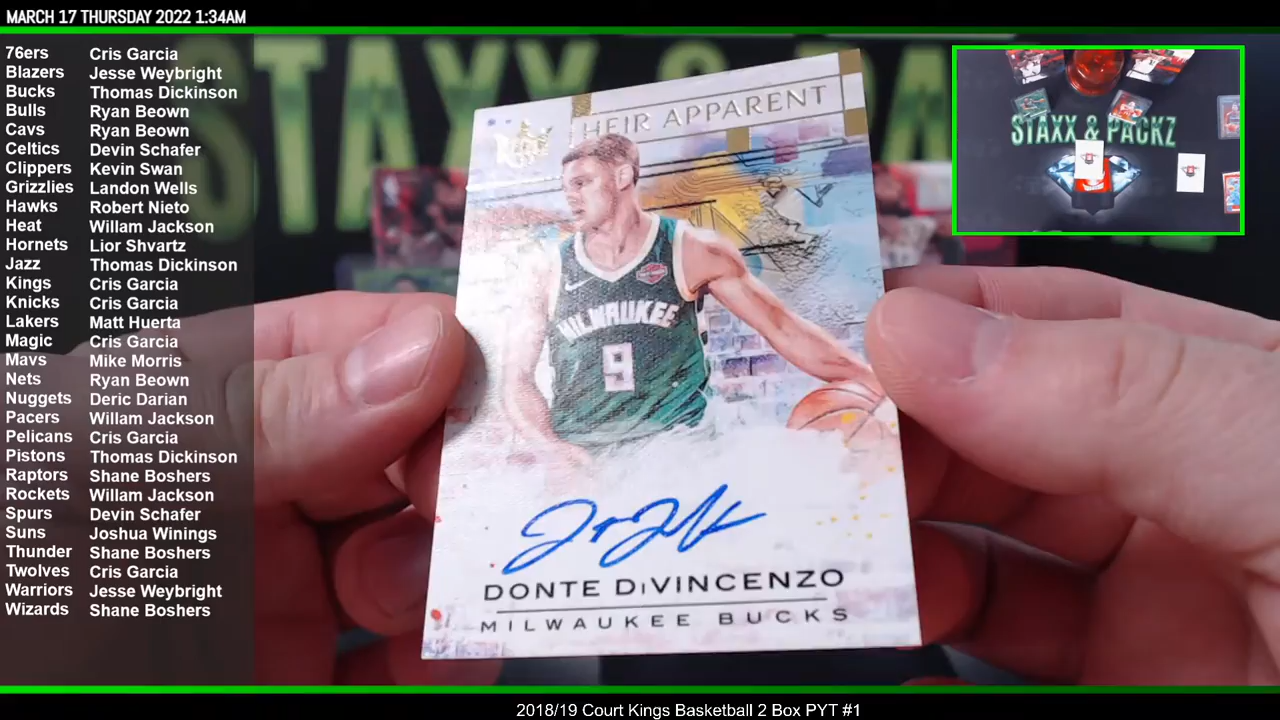 MARCH 17 THURSDAY 2022 1:34AM
76ers Cris Garcia
Blazers Jesse Weybright
Bucks Thomas Dickinson
Bulls Ryan Beown
Cavs Ryan Beown
Celtics Devin Schafer
Clippers Kevin Swan
Grizzlies Landon Wells
Hawks Robert Nieto
Heat Willam Jackson
Hornets Lior Shvartz
Jazz Thomas Dickinson
Kings Cris Garcia
Knicks Cris Garcia
Lakers Matt Huerta
Magic Cris Garcia
Mavs Mike Morris
Nets Ryan Beown
Nuggets Deric Darian
Pacers Willam Jackson
Pelicans Cris Garcia
Pistons Thomas Dickinson
Raptors Shane Boshers
Rockets Willam Jackson
Spurs Devin Schafer
Suns Joshua Winings
Thunder Shane Boshers
Twolves Cris Garcia
Warriors Jesse Weybright
Wizards Shane Boshers
STAXX & PA
HEIR APPARENT
MILWAUKEE
9
DONTE DiVINCENZO
MILWAUKEE BUCKS
STAXX & PACKZ
2018/19 Court Kings Basketball 2 Box PYT #1